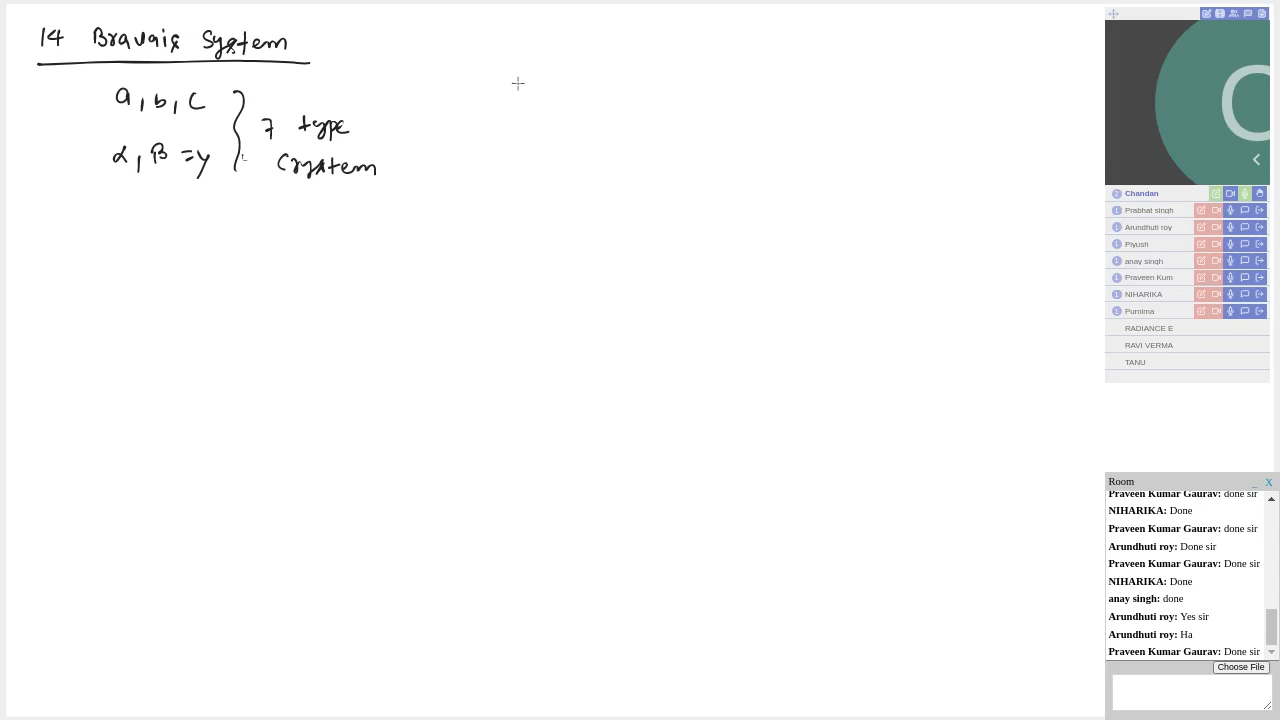 14 Bravais System
a, b, c
7 type
α, β = γ
Crystem
O
Chandan
Prabhat singh
Arundhuti roy
Piyush
anay singh
Praveen Kum
NIHARIKA
Purnima
RADIANCE E
RAVI VERMA
TANU
Room _ X
Praveen Kumar Gaurav: done sir
NIHARIKA: Done
Praveen Kumar Gaurav: done sir
Arundhuti roy: Done sir
Praveen Kumar Gaurav: Done sir
NIHARIKA: Done
anay singh: done
Arundhuti roy: Yes sir
Arundhuti roy: Ha
Praveen Kumar Gaurav: Done sir
Choose File